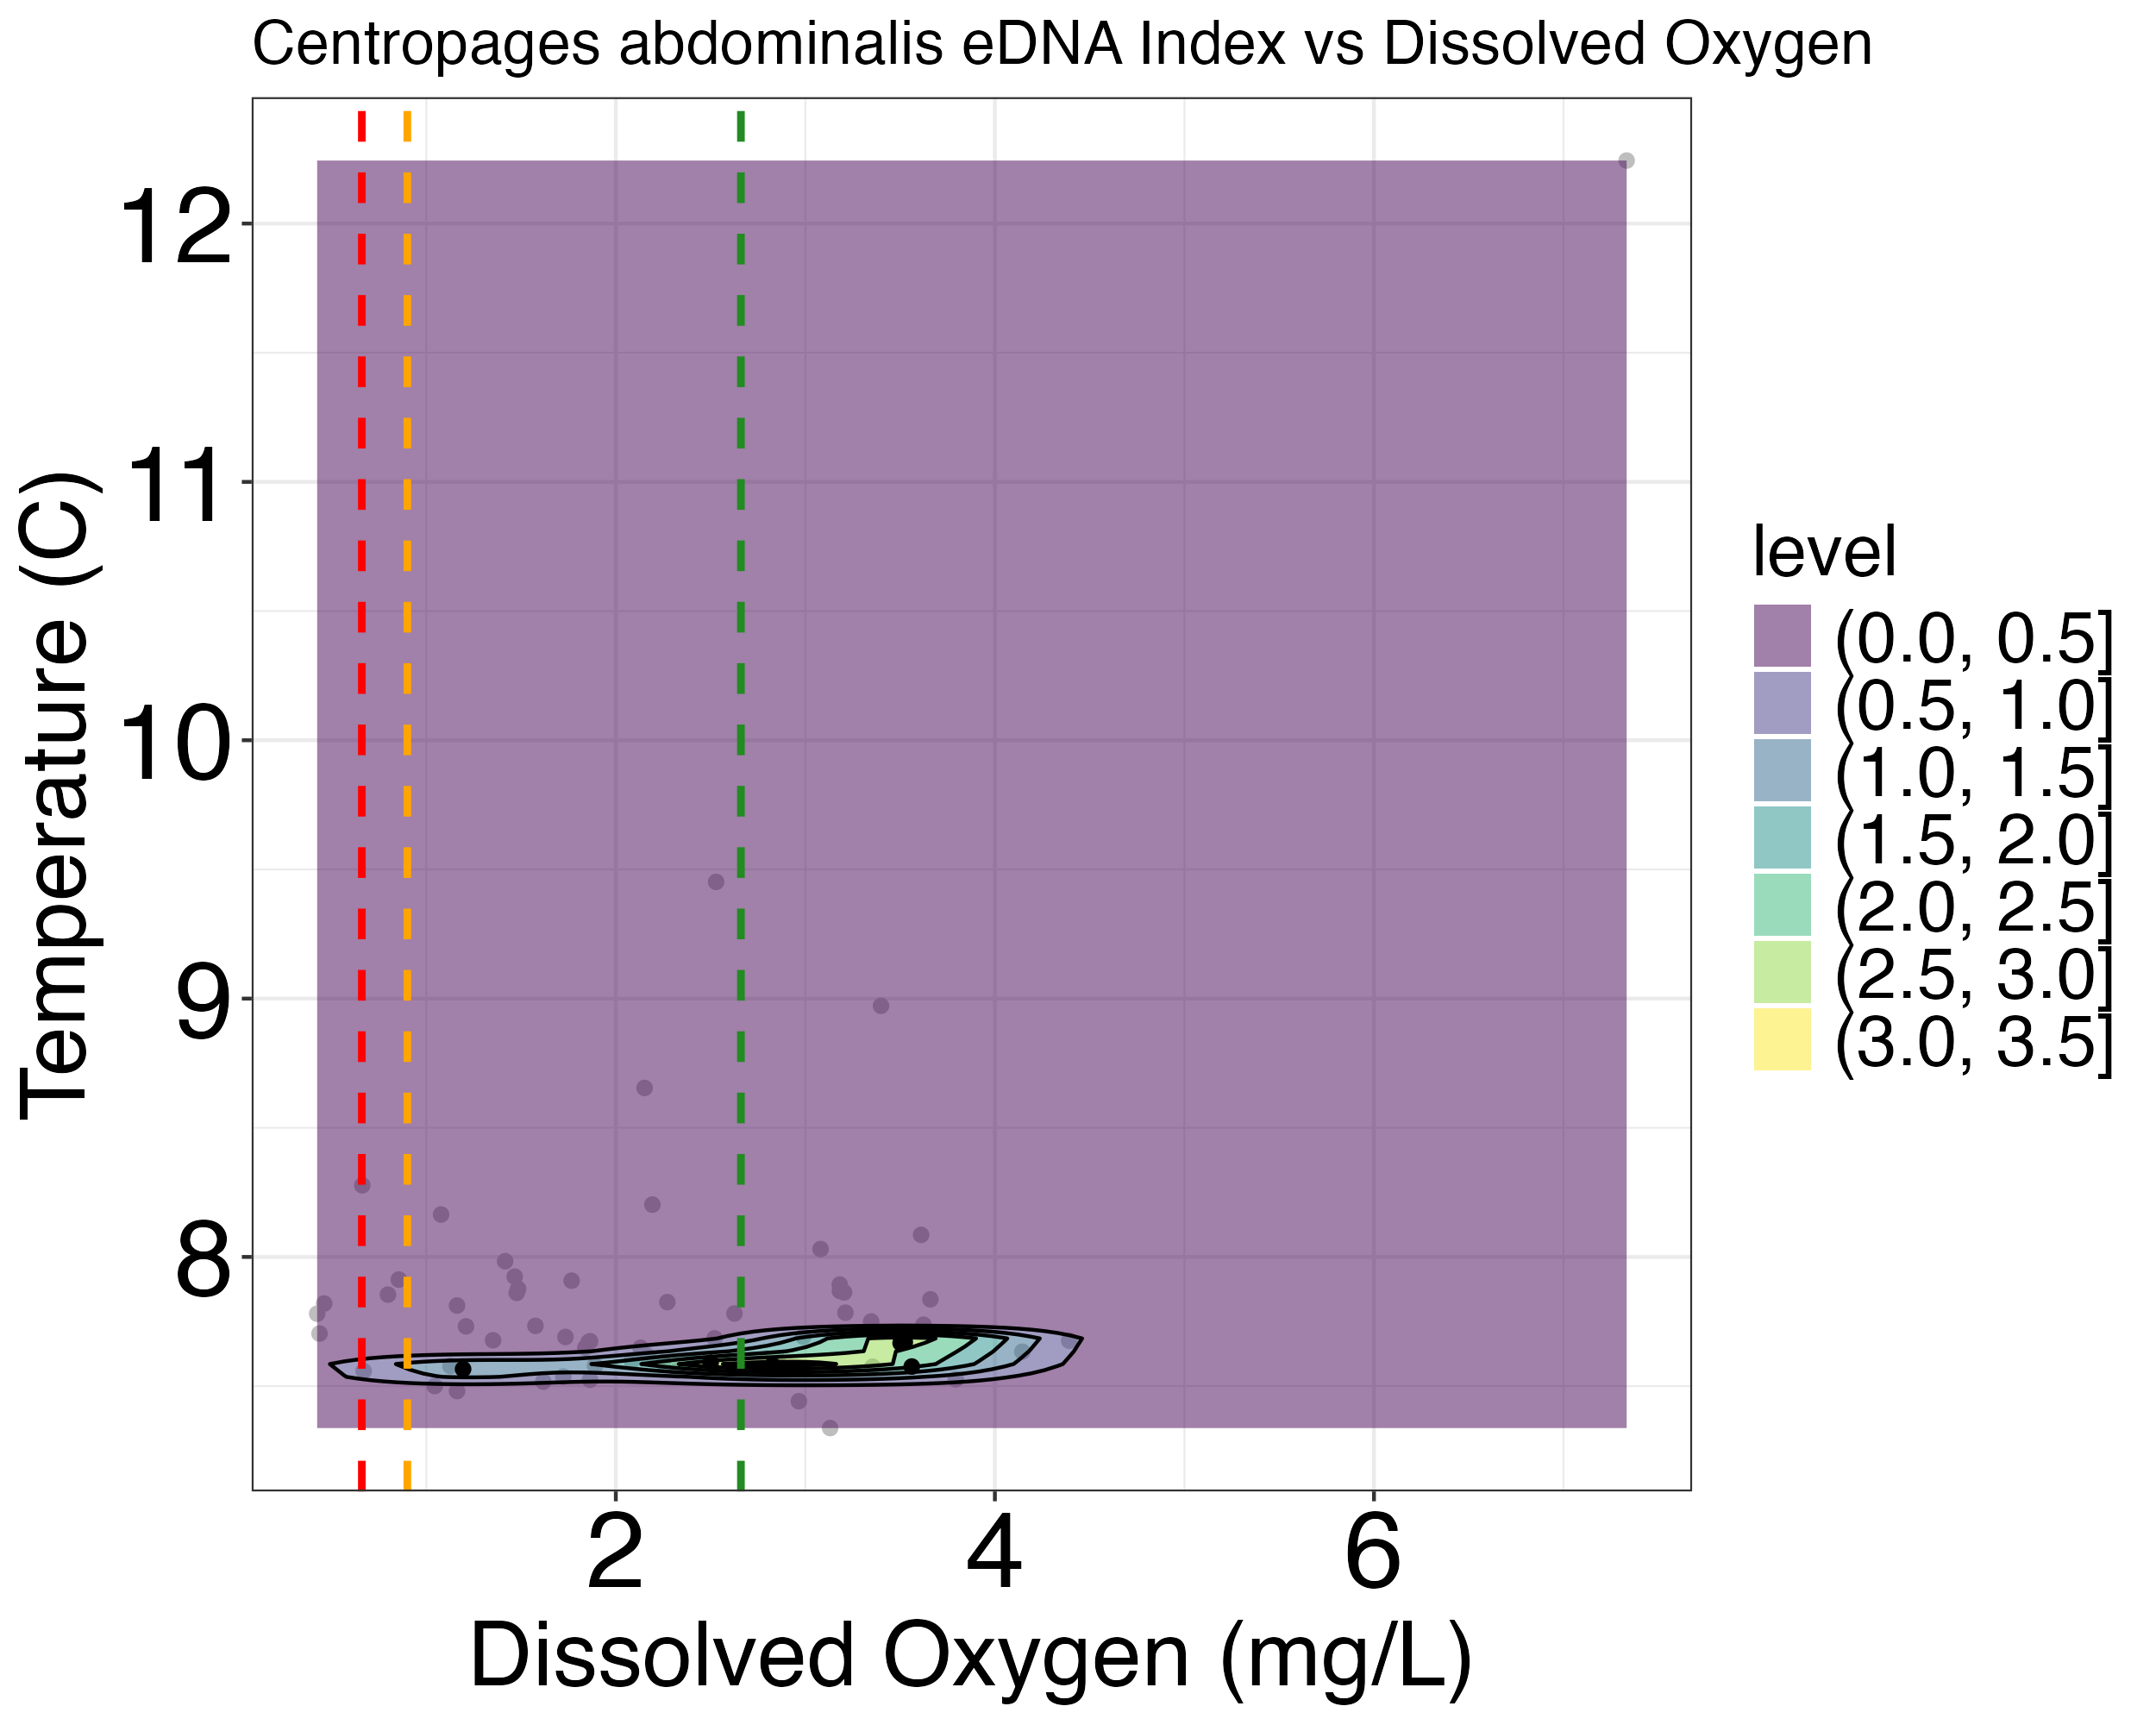 Centropages abdominalis eDNA Index vs Dissolved Oxygen
Temperature (C)
12
11
10
9
8
2 4 6
Dissolved Oxygen (mg/L)
level
(0.0, 0.5]
(0.5, 1.0]
(1.0, 1.5]
(1.5, 2.0]
(2.0, 2.5]
(2.5, 3.0]
(3.0, 3.5]